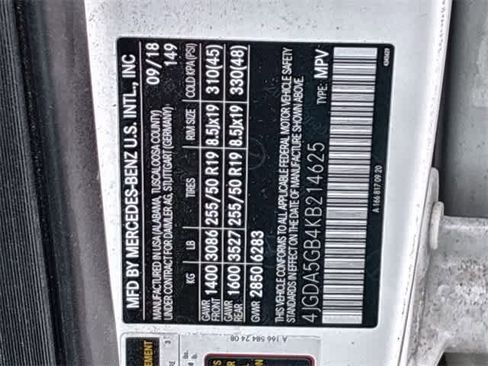 MFD BY MERCEDES-BENZ U.S. INTL., INC
MANUFACTURED IN USA (ALABAMA, TUSCALOOSA COUNTY) 09/18
UNDER CONTRACT FOR DAIMLER AG, STUTTGART (GERMANY) 149
KG LB TIRES RIM SIZE COLD KPA (PSI)
GAWR FRONT 1400 3086 255/50 R19 8.5Jx19 310(45)
GAWR REAR 1600 3527 255/50 R19 8.5Jx19 330(48)
GVWR 2850 6283
THIS VEHICLE CONFORMS TO ALL APPLICABLE FEDERAL MOTOR VEHICLE SAFETY
STANDARDS IN EFFECT ON THE DATE OF MANUFACTURE SHOWN ABOVE.
4JGDA5GB4KB214625 TYPE: MPV
A 166 817 09 20
A 166 584 24 08